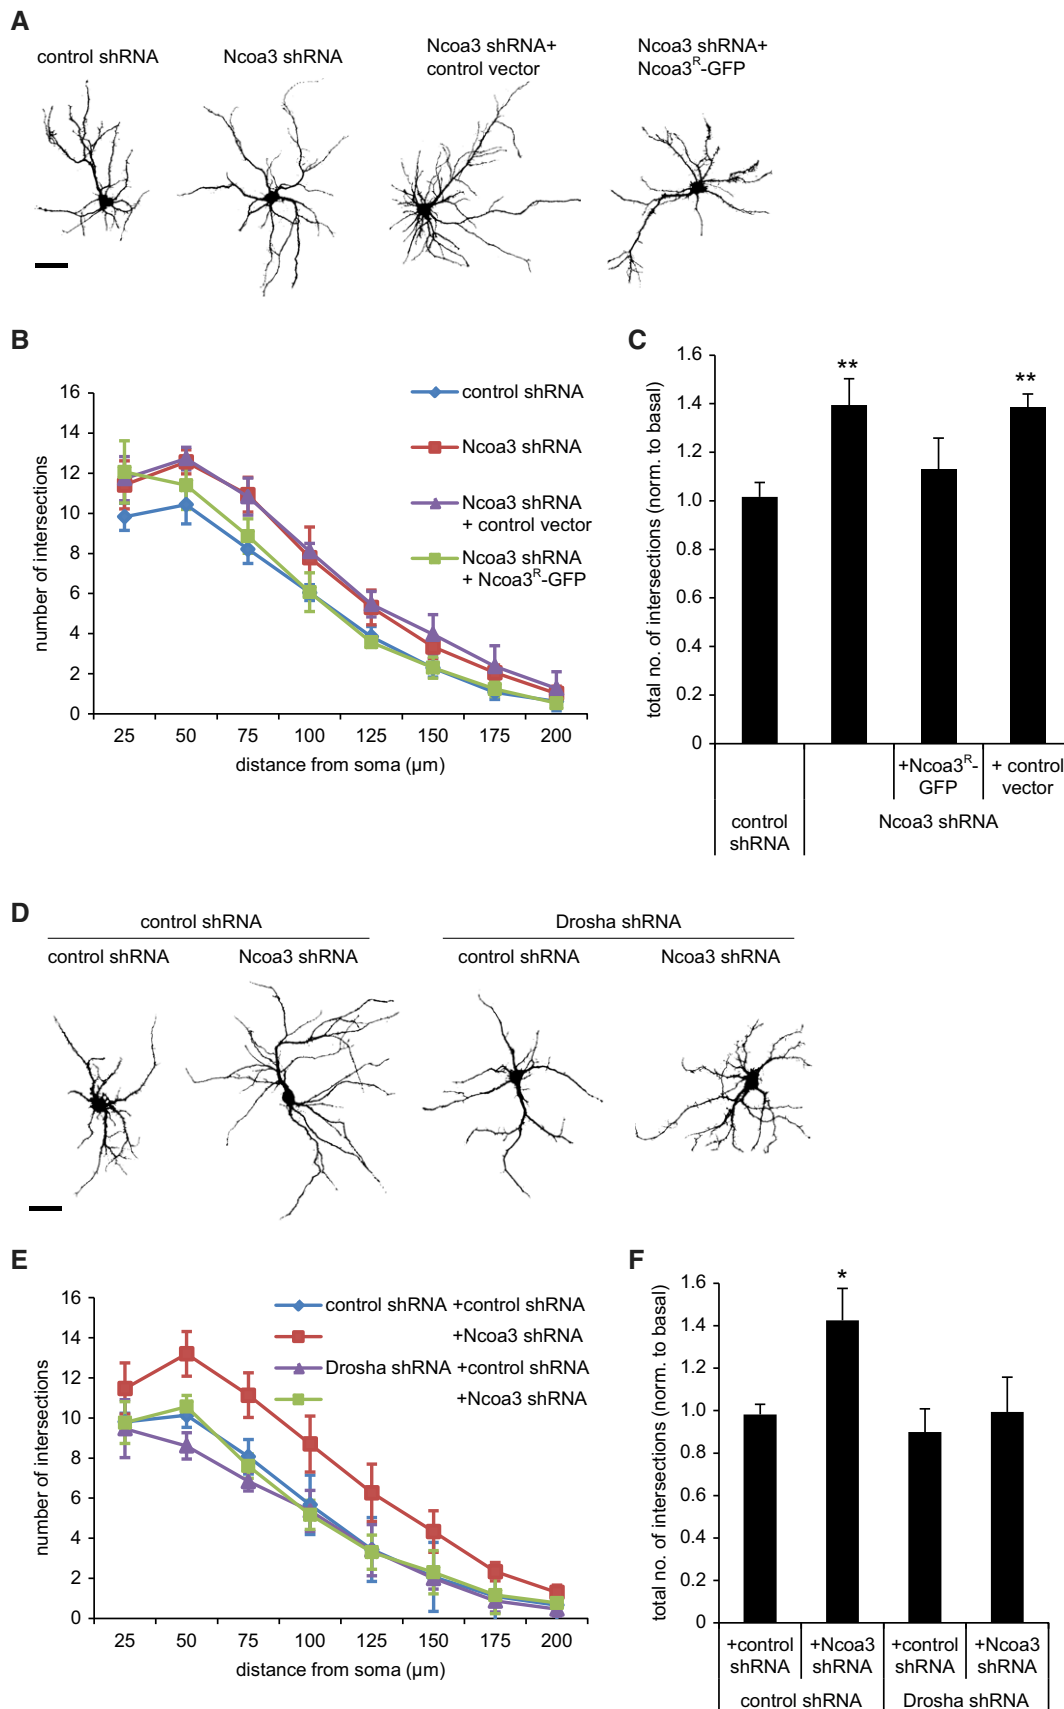 A
control shRNA
Ncoa3 shRNA
Ncoa3 shRNA+
control vector
Ncoa3 shRNA+
Ncoa3R-GFP
B
number of intersections
16
14
12
10
8
6
4
2
0
25 50 75 100 125 150 175 200
distance from soma (µm)
control shRNA
Ncoa3 shRNA
Ncoa3 shRNA
+ control vector
Ncoa3 shRNA
+ Ncoa3R-GFP
C
total no. of intersections (norm. to basal)
1.6
1.4
1.2
1.0
0.8
0.6
0.4
0.2
0
**
**
+Ncoa3R-
GFP
+ control
vector
control
shRNA
Ncoa3 shRNA
D
control shRNA
Drosha shRNA
control shRNA
Ncoa3 shRNA
control shRNA
Ncoa3 shRNA
E
number of intersections
16
14
12
10
8
6
4
2
0
25 50 75 100 125 150 175 200
distance from soma (µm)
control shRNA +control shRNA
+Ncoa3 shRNA
Drosha shRNA +control shRNA
+Ncoa3 shRNA
F
total no. of intersections (norm. to basal)
1.6
1.4
1.2
1.0
0.8
0.6
0.4
0.2
0
*
+control
shRNA
+Ncoa3
shRNA
+control
shRNA
+Ncoa3
shRNA
control shRNA
Drosha shRNA